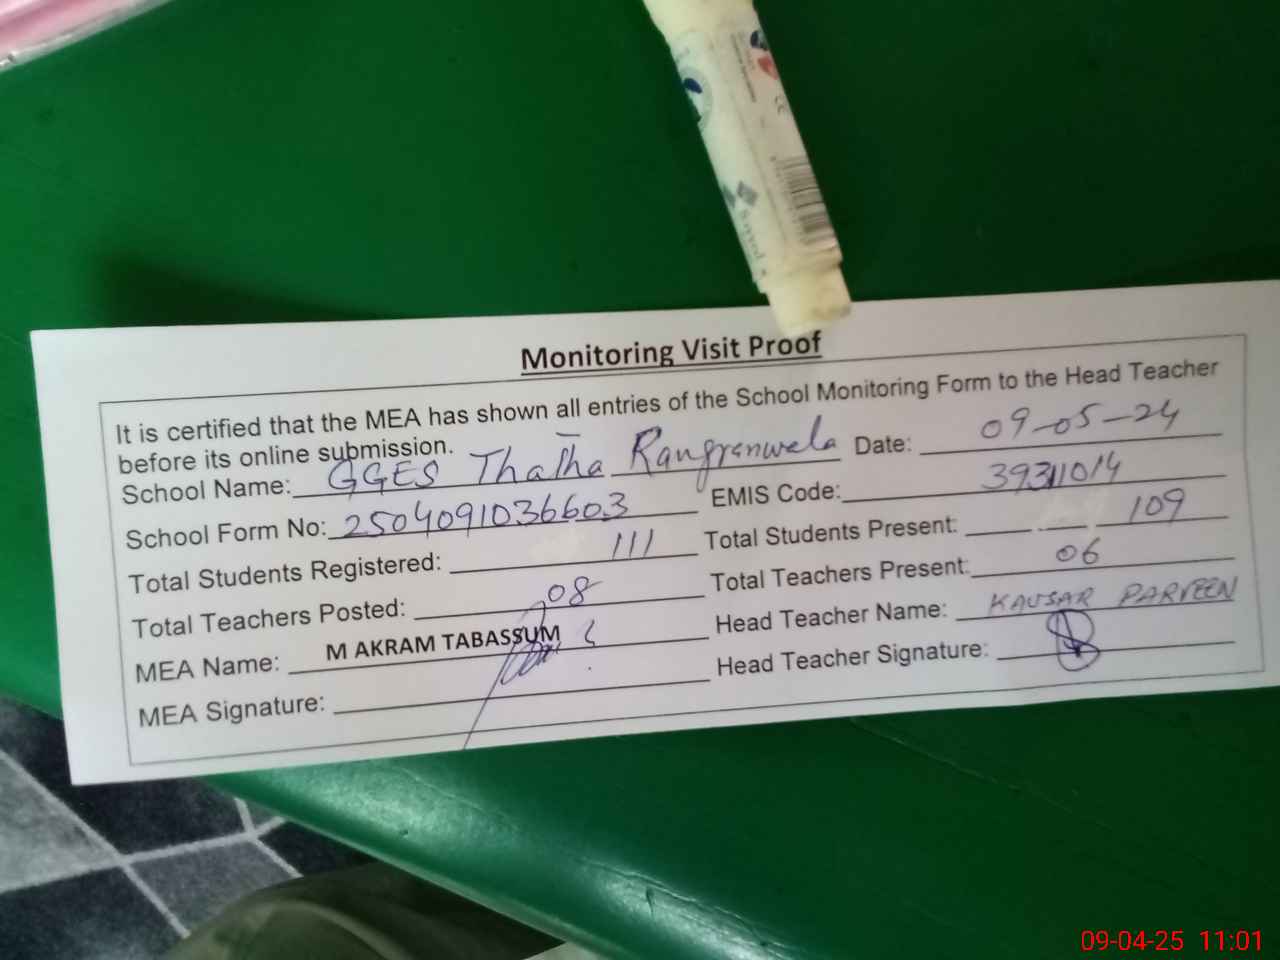 Monitoring Visit Proof
It is certified that the MEA has shown all entries of the School Monitoring Form to the Head Teacher
before its online submission.
School Name: GGES Thatha Rangranwela Date: 09-05-24
School Form No: 2504091036603 EMIS Code: 39311014
Total Students Registered: 111 Total Students Present: 109
Total Teachers Posted: 08 Total Teachers Present: 06
MEA Name: M AKRAM TABASSUM Head Teacher Name: KAUSAR PARVEEN
MEA Signature: Head Teacher Signature:
09-04-25 11:01